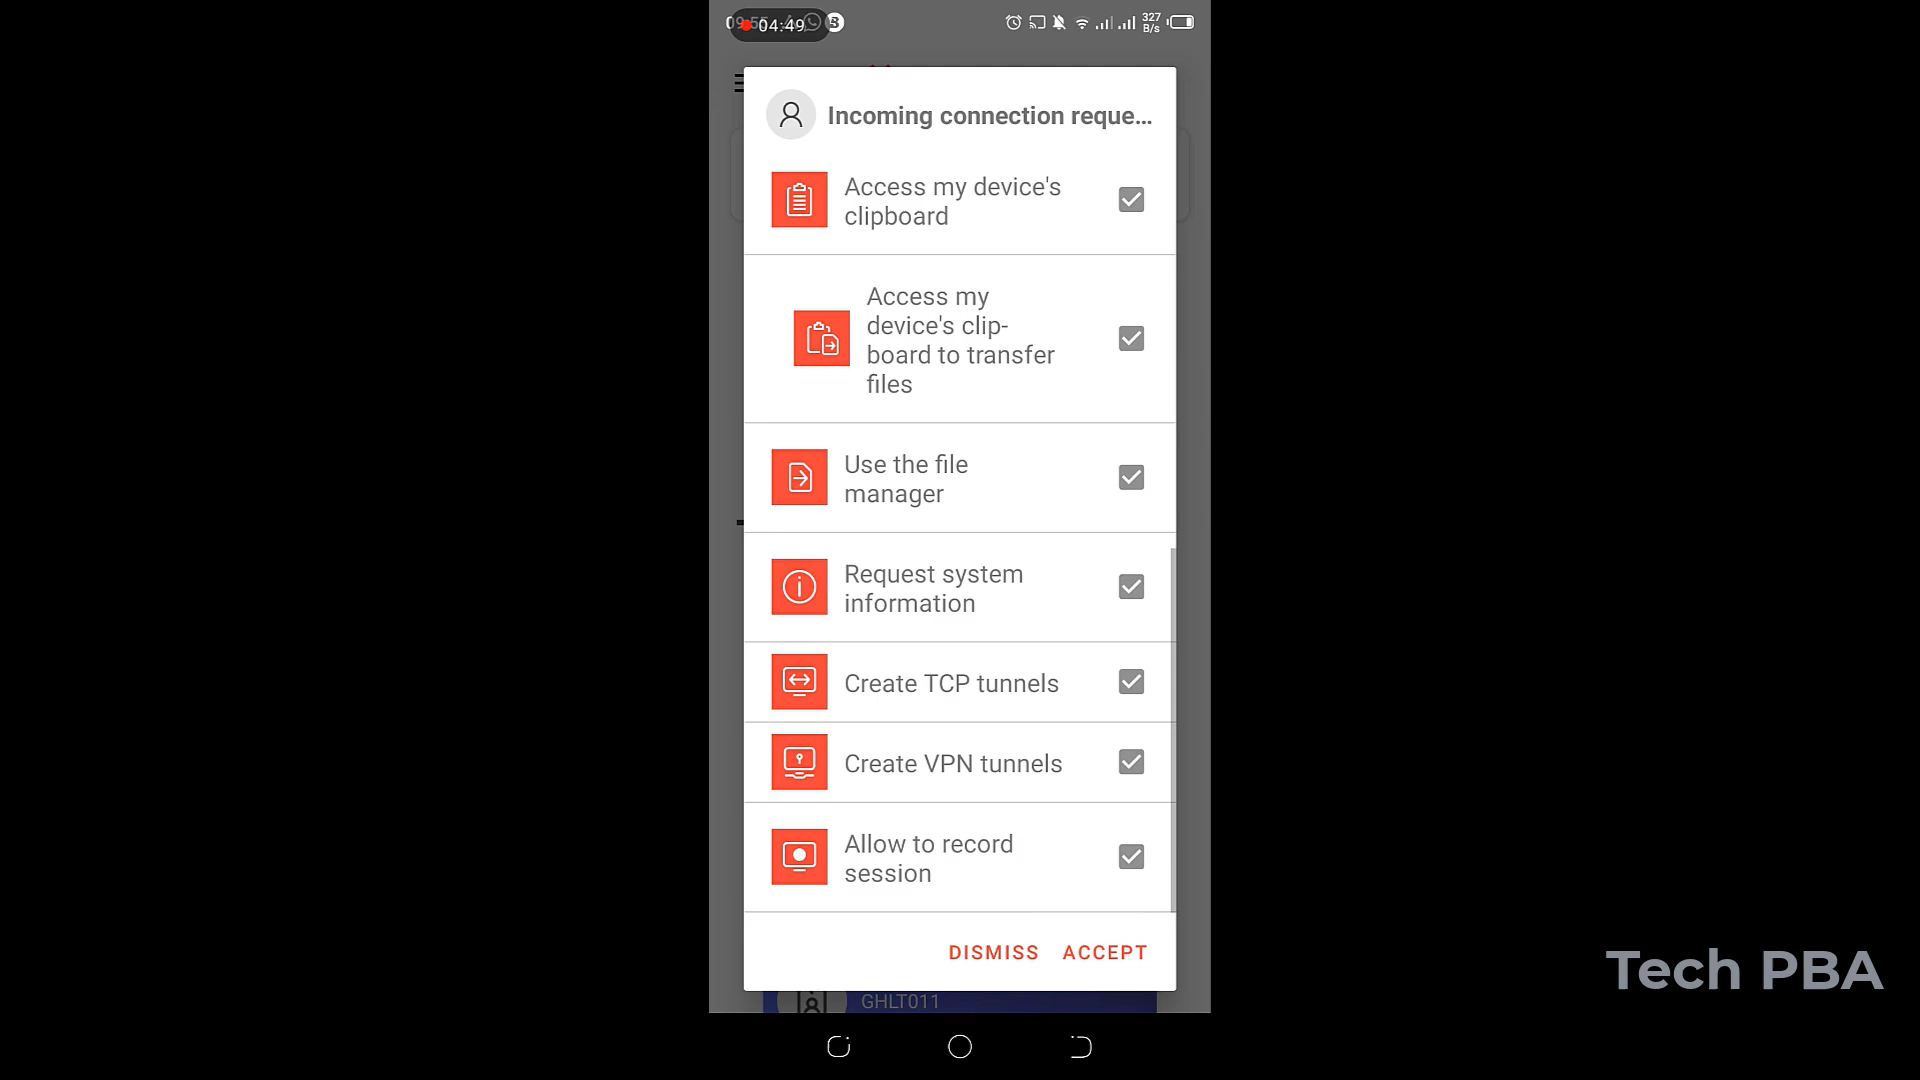 04:49
327
B/s
Incoming connection reque...
Access my device's
clipboard
Access my
device's clip-
board to transfer
files
Use the file
manager
Request system
information
Create TCP tunnels
Create VPN tunnels
Allow to record
session
DISMISS ACCEPT
GHLT011
Tech PBA